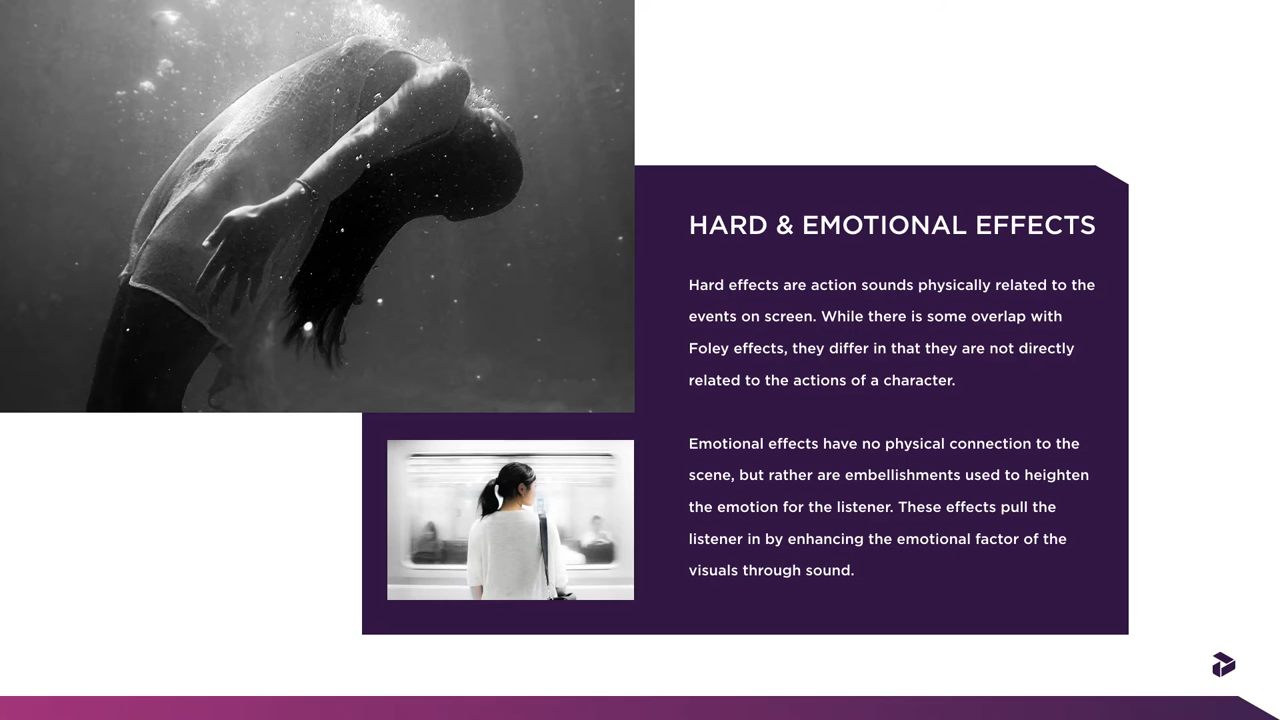 HARD & EMOTIONAL EFFECTS
Hard effects are action sounds physically related to the
events on screen. While there is some overlap with
Foley effects, they differ in that they are not directly
related to the actions of a character.
Emotional effects have no physical connection to the
scene, but rather are embellishments used to heighten
the emotion for the listener. These effects pull the
listener in by enhancing the emotional factor of the
visuals through sound.